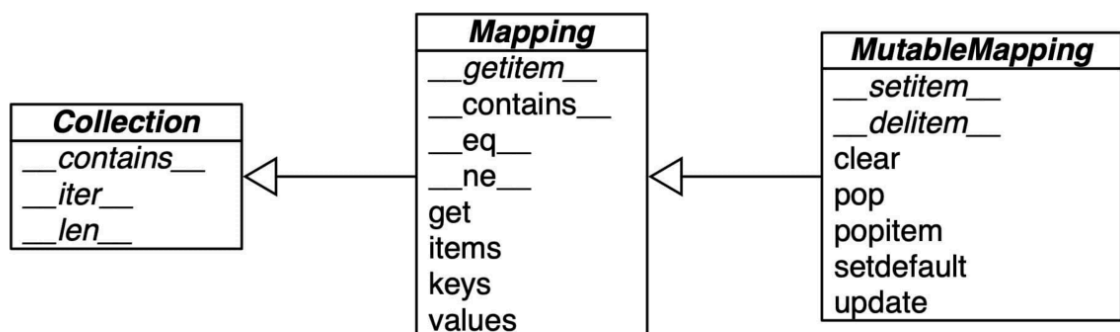 Collection
__contains__
__iter__
__len__
Mapping
__getitem__
__contains__
__eq__
__ne__
get
items
keys
values
MutableMapping
__setitem__
__delitem__
clear
pop
popitem
setdefault
update